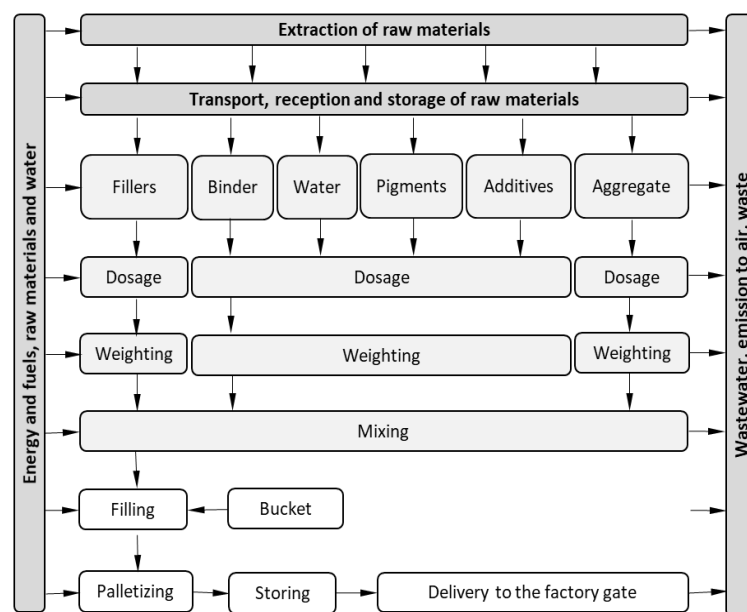 Extraction of raw materials
Transport, reception and storage of raw materials
Fillers
Binder
Water
Pigments
Additives
Aggregate
Dosage
Dosage
Dosage
Weighting
Weighting
Weighting
Mixing
Filling
Bucket
Palletizing
Storing
Delivery to the factory gate
Energy and fuels, raw materials and water
Wastewater, emission to air, waste